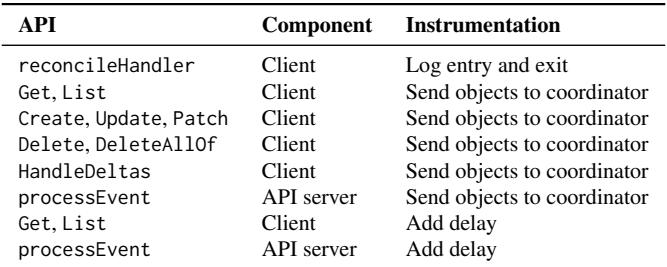 API Component Instrumentation
reconcileHandler Client Log entry and exit
Get, List Client Send objects to coordinator
Create, Update, Patch Client Send objects to coordinator
Delete, DeleteAllOf Client Send objects to coordinator
HandleDeltas Client Send objects to coordinator
processEvent API server Send objects to coordinator
Get, List Client Add delay
processEvent API server Add delay